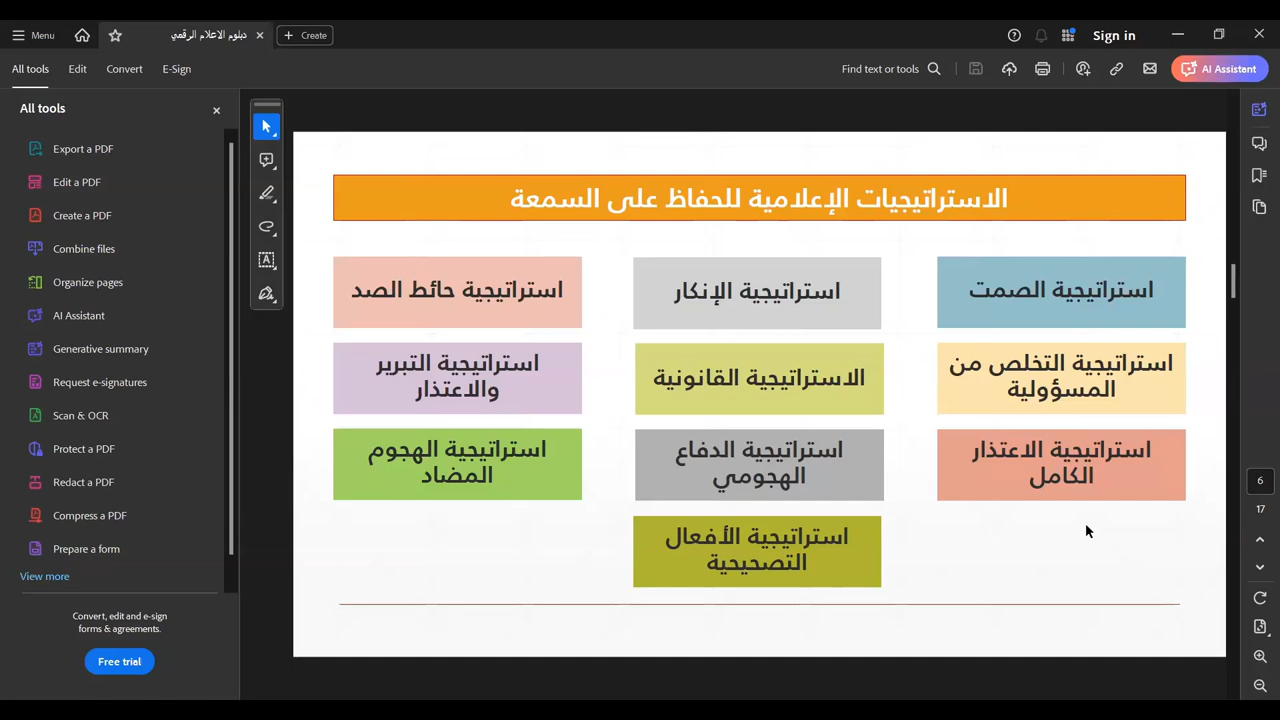 Menu
دبلوم الاعلام الرقمي
Create
Sign in
All tools
Edit
Convert
E-Sign
Find text or tools
AI Assistant
All tools
Export a PDF
Edit a PDF
Create a PDF
Combine files
Organize pages
AI Assistant
Generative summary
Request e-signatures
Scan & OCR
Protect a PDF
Redact a PDF
Compress a PDF
Prepare a form
View more
Convert, edit and e-sign
forms & agreements.
Free trial
الاستراتيجيات الإعلامية للحفاظ على السمعة
استراتيجية الصمت
استراتيجية الإنكار
استراتيجية حائط الصد
استراتيجية التخلص من
المسؤولية
الاستراتيجية القانونية
استراتيجية التبرير
والاعتذار
استراتيجية الاعتذار
الكامل
استراتيجية الدفاع
الهجومي
استراتيجية الهجوم
المضاد
استراتيجية الأفعال
التصحيحية
6
17